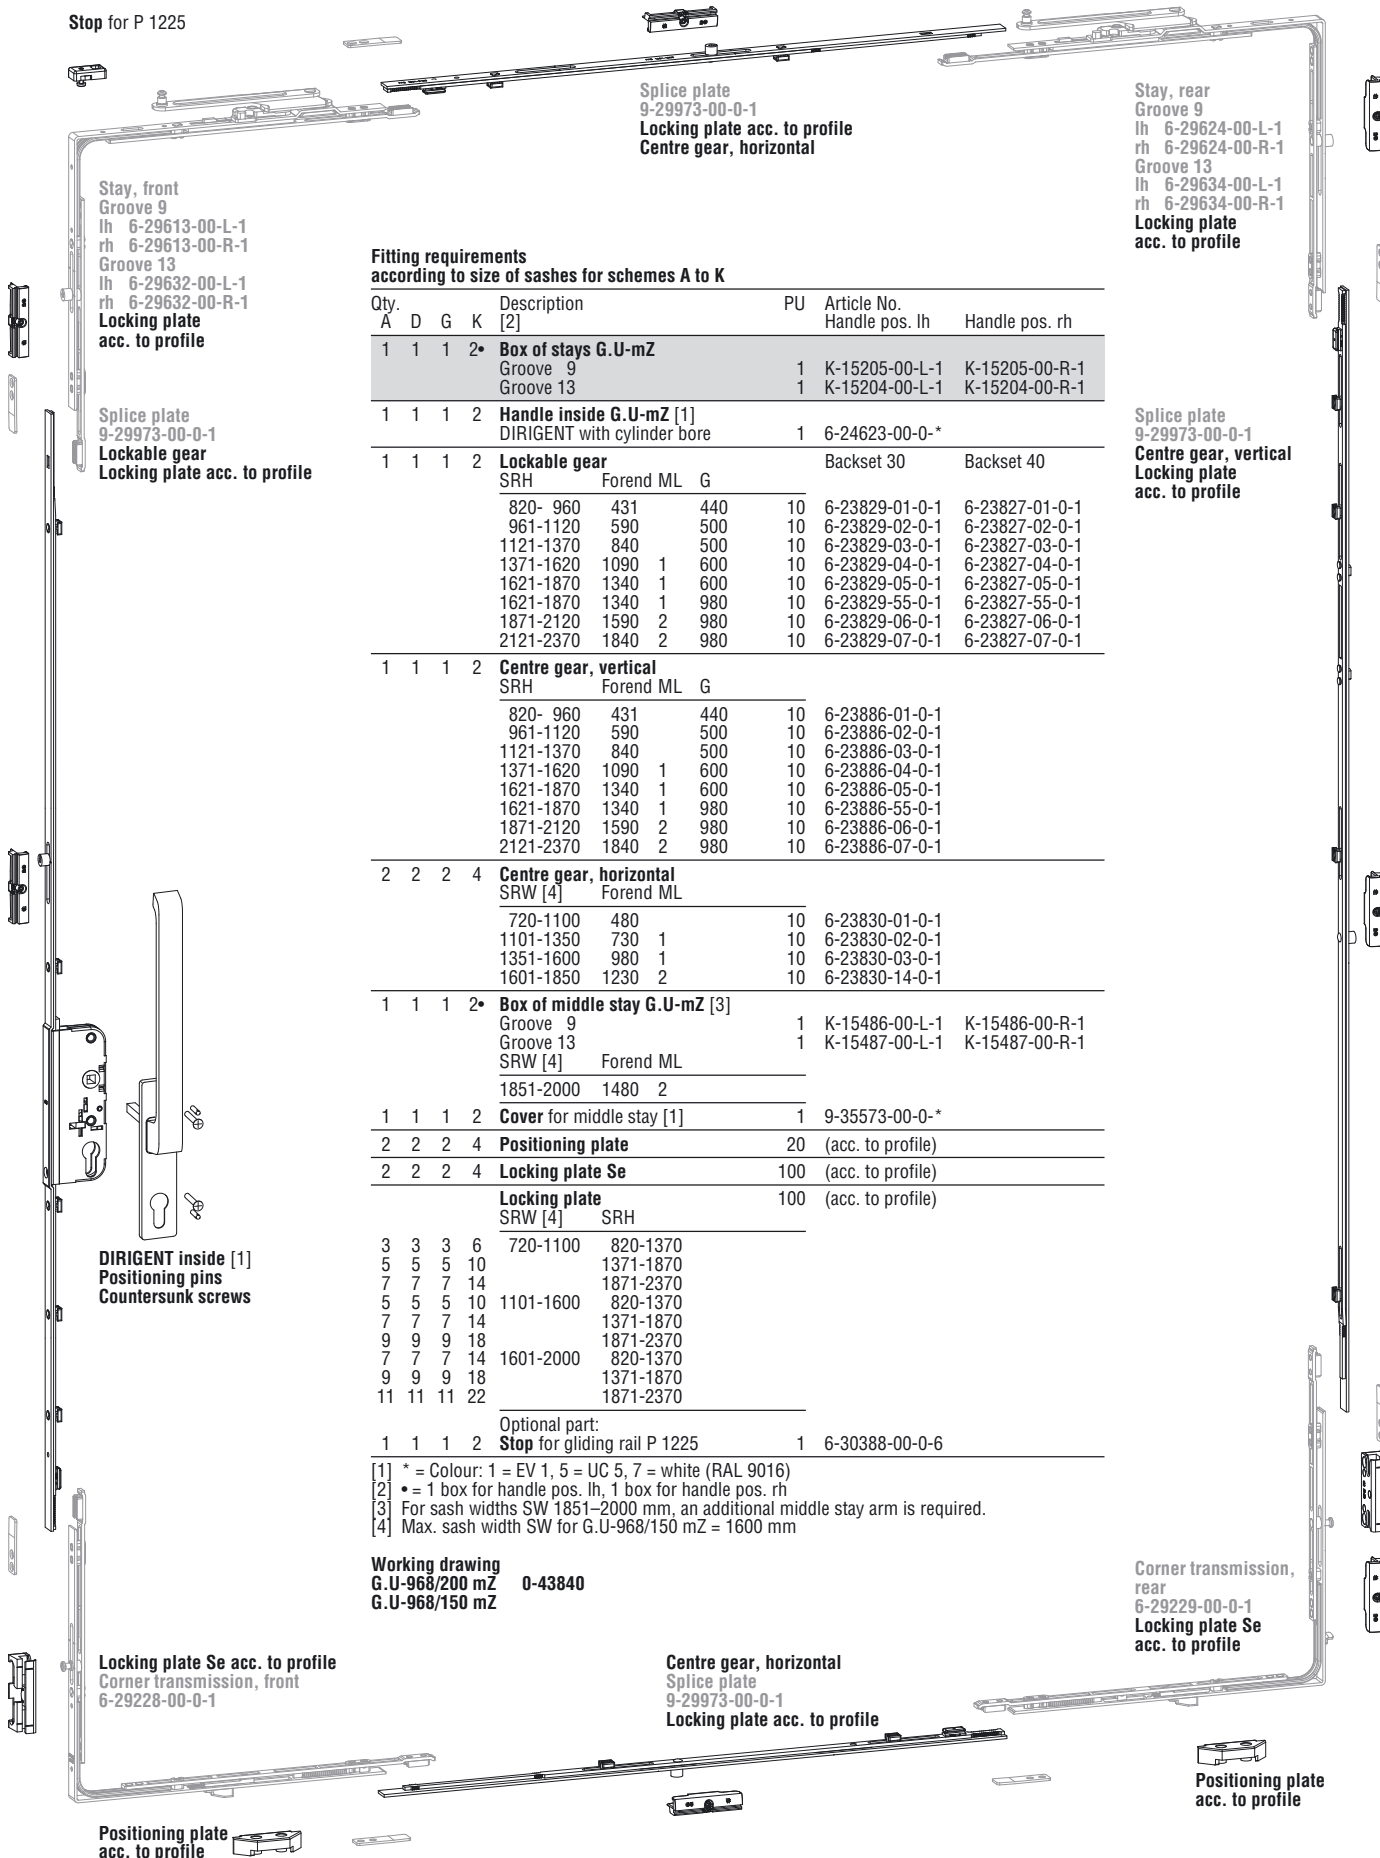 Stop for P 1225
Splice plate
9-29973-00-0-1
Locking plate acc. to profile
Centre gear, horizontal
Stay, rear
Groove 9
lh 6-29624-00-L-1
rh 6-29624-00-R-1
Groove 13
lh 6-29634-00-L-1
rh 6-29634-00-R-1
Locking plate
acc. to profile
Stay, front
Groove 9
lh 6-29613-00-L-1
rh 6-29613-00-R-1
Groove 13
lh 6-29632-00-L-1
rh 6-29632-00-R-1
Locking plate
acc. to profile
Splice plate
9-29973-00-0-1
Lockable gear
Locking plate acc. to profile
Splice plate
9-29973-00-0-1
Centre gear, vertical
Locking plate
acc. to profile
Fitting requirements
according to size of sashes for schemes A to K
Qty. Description PU Article No.
A D G K [2] Handle pos. lh Handle pos. rh
1 1 1 2• Box of stays G.U-mZ
Groove 9 1 K-15205-00-L-1 K-15205-00-R-1
Groove 13 1 K-15204-00-L-1 K-15204-00-R-1
1 1 1 2 Handle inside G.U-mZ [1]
DIRIGENT with cylinder bore 1 6-24623-00-0-*
1 1 1 2 Lockable gear Backset 30 Backset 40
SRH Forend ML G
820- 960 431 440 10 6-23829-01-0-1 6-23827-01-0-1
961-1120 590 500 10 6-23829-02-0-1 6-23827-02-0-1
1121-1370 840 500 10 6-23829-03-0-1 6-23827-03-0-1
1371-1620 1090 1 600 10 6-23829-04-0-1 6-23827-04-0-1
1621-1870 1340 1 600 10 6-23829-05-0-1 6-23827-05-0-1
1621-1870 1340 1 980 10 6-23829-55-0-1 6-23827-55-0-1
1871-2120 1590 2 980 10 6-23829-06-0-1 6-23827-06-0-1
2121-2370 1840 2 980 10 6-23829-07-0-1 6-23827-07-0-1
1 1 1 2 Centre gear, vertical
SRH Forend ML G
820- 960 431 440 10 6-23886-01-0-1
961-1120 590 500 10 6-23886-02-0-1
1121-1370 840 500 10 6-23886-03-0-1
1371-1620 1090 1 600 10 6-23886-04-0-1
1621-1870 1340 1 600 10 6-23886-05-0-1
1621-1870 1340 1 980 10 6-23886-55-0-1
1871-2120 1590 2 980 10 6-23886-06-0-1
2121-2370 1840 2 980 10 6-23886-07-0-1
2 2 2 4 Centre gear, horizontal
SRW [4] Forend ML
720-1100 480 10 6-23830-01-0-1
1101-1350 730 1 10 6-23830-02-0-1
1351-1600 980 1 10 6-23830-03-0-1
1601-1850 1230 2 10 6-23830-14-0-1
1 1 1 2• Box of middle stay G.U-mZ [3]
Groove 9 1 K-15486-00-L-1 K-15486-00-R-1
Groove 13 1 K-15487-00-L-1 K-15487-00-R-1
SRW [4] Forend ML
1851-2000 1480 2
1 1 1 2 Cover for middle stay [1] 1 9-35573-00-0-*
2 2 2 4 Positioning plate 20 (acc. to profile)
2 2 2 4 Locking plate Se 100 (acc. to profile)
Locking plate 100 (acc. to profile)
SRW [4] SRH
3 3 3 6 720-1100 820-1370
5 5 5 10 1371-1870
7 7 7 14 1871-2370
5 5 5 10 1101-1600 820-1370
7 7 7 14 1371-1870
9 9 9 18 1871-2370
7 7 7 14 1601-2000 820-1370
9 9 9 18 1371-1870
11 11 11 22 1871-2370
Optional part:
1 1 1 2 Stop for gliding rail P 1225 1 6-30388-00-0-6
[1] * = Colour: 1 = EV 1, 5 = UC 5, 7 = white (RAL 9016)
[2] • = 1 box for handle pos. lh, 1 box for handle pos. rh
[3] For sash widths SW 1851–2000 mm, an additional middle stay arm is required.
[4] Max. sash width SW for G.U-968/150 mZ = 1600 mm
Working drawing
G.U-968/200 mZ 0-43840
G.U-968/150 mZ
DIRIGENT inside [1]
Positioning pins
Countersunk screws
Corner transmission,
rear
6-29229-00-0-1
Locking plate Se
acc. to profile
Locking plate Se acc. to profile
Corner transmission, front
6-29228-00-0-1
Centre gear, horizontal
Splice plate
9-29973-00-0-1
Locking plate acc. to profile
Positioning plate
acc. to profile
Positioning plate
acc. to profile